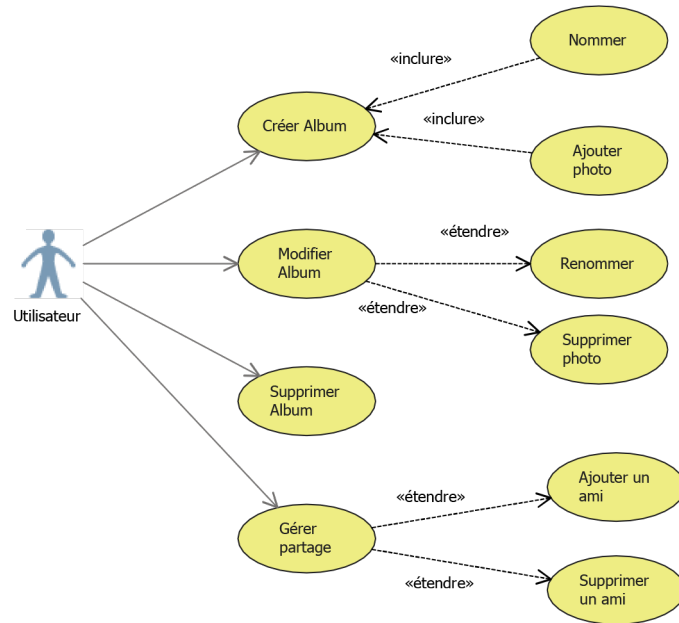 Nommer
«inclure»
Créer Album
«inclure»
Ajouter
photo
Utilisateur
Modifier
Album
«étendre»
Renommer
«étendre»
Supprimer
photo
Supprimer
Album
Gérer
partage
«étendre»
Ajouter un
ami
«étendre»
Supprimer
un ami